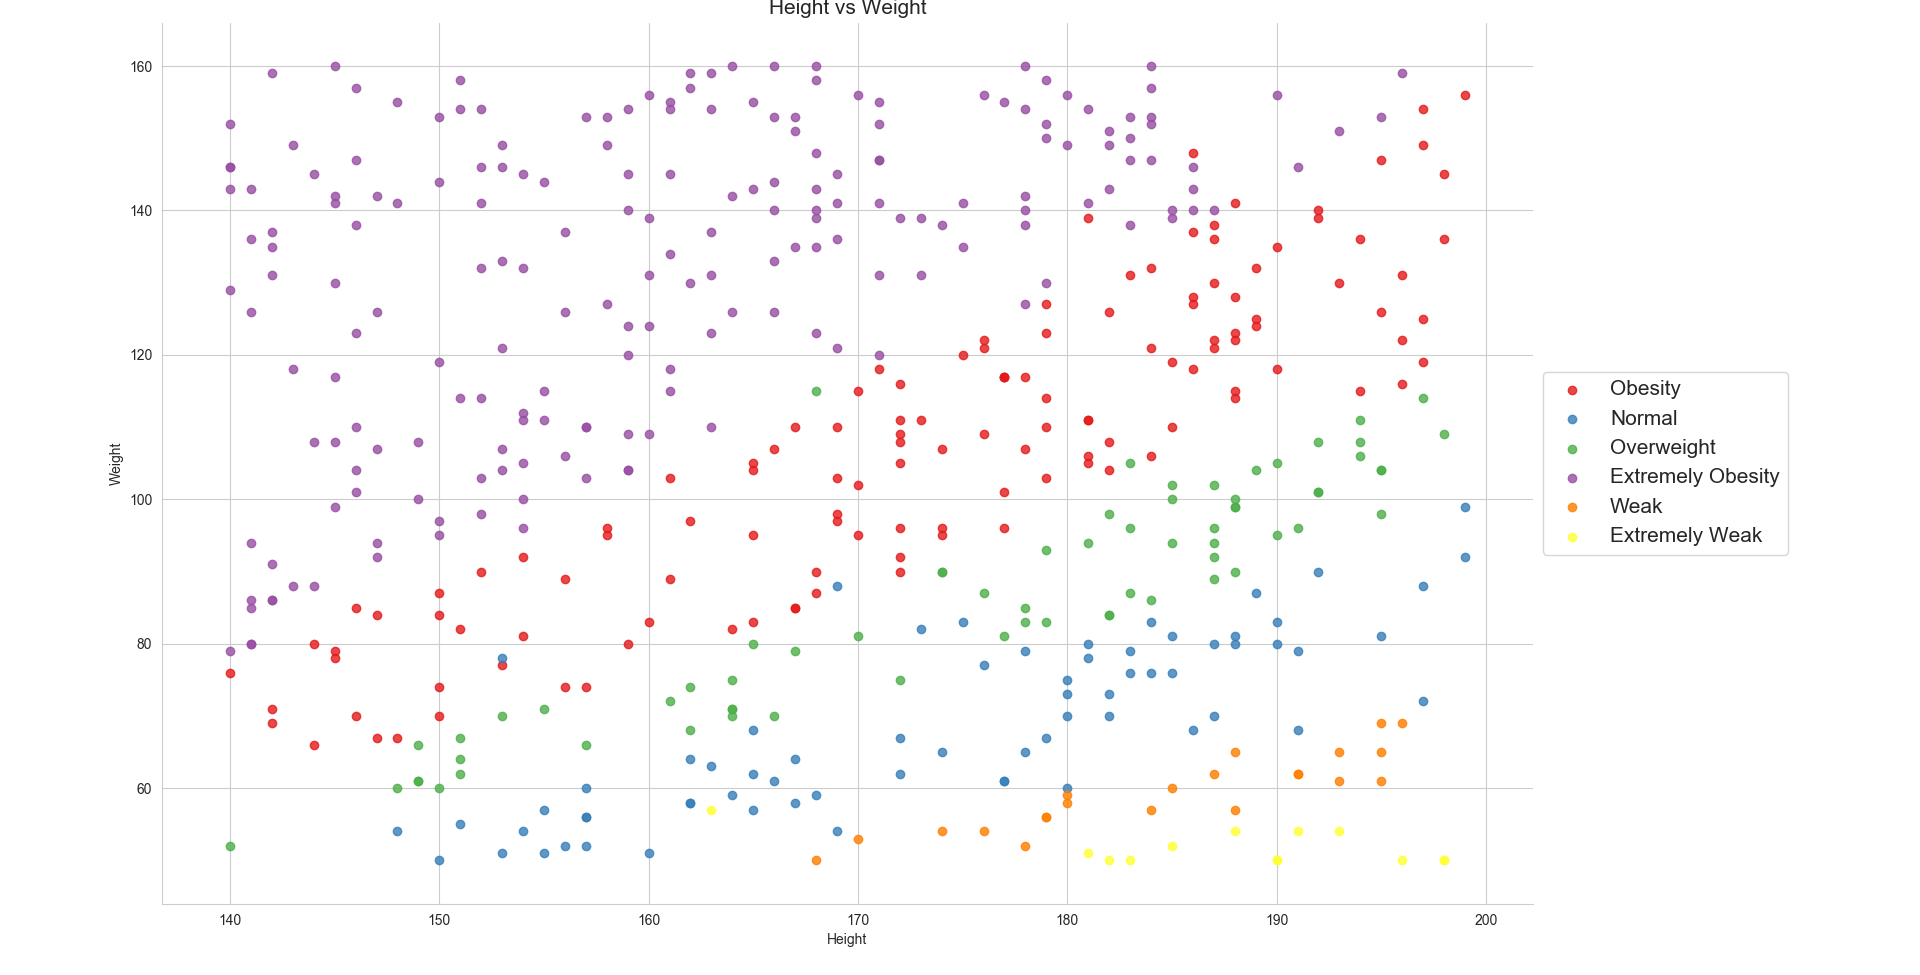 Height vs Weight
160
140
120
100
80
60
Weight
140
150
160
170
180
190
200
Height
Obesity
Normal
Overweight
Extremely Obesity
Weak
Extremely Weak